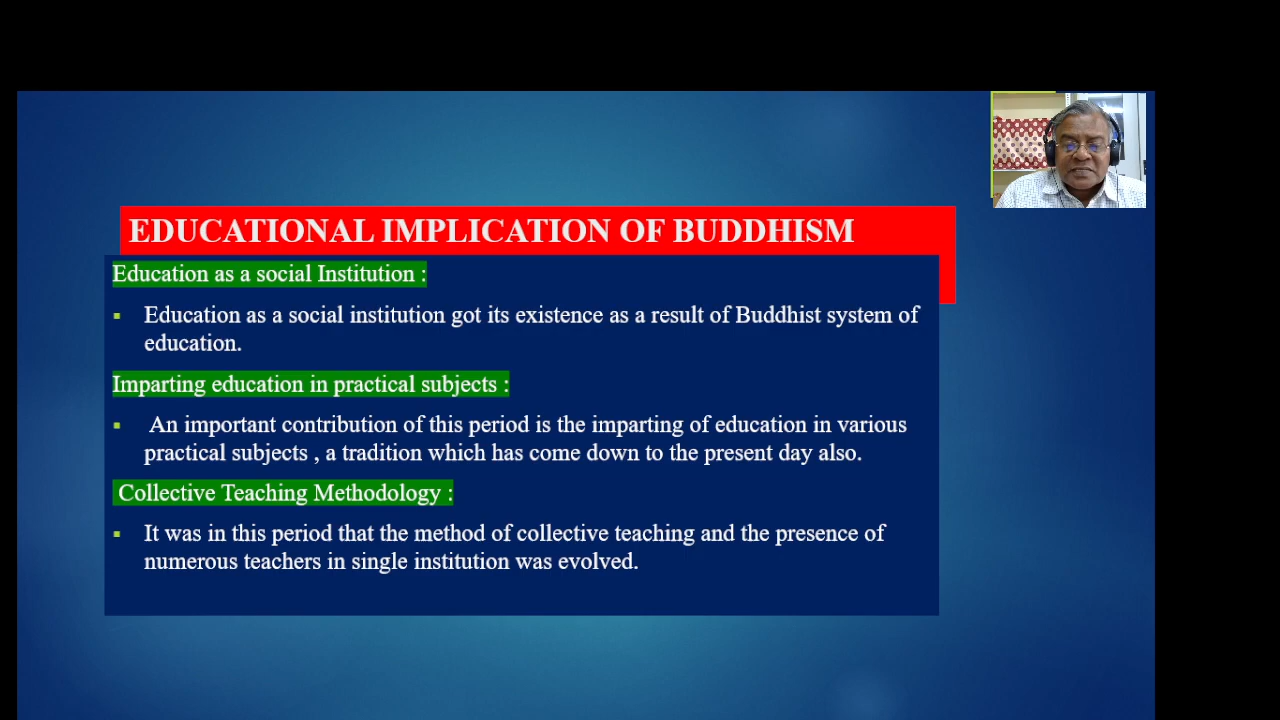 EDUCATIONAL IMPLICATION OF BUDDHISM
Education as a social Institution :
Education as a social institution got its existence as a result of Buddhist system of
education.
Imparting education in practical subjects :
An important contribution of this period is the imparting of education in various
practical subjects , a tradition which has come down to the present day also.
Collective Teaching Methodology :
It was in this period that the method of collective teaching and the presence of
numerous teachers in single institution was evolved.